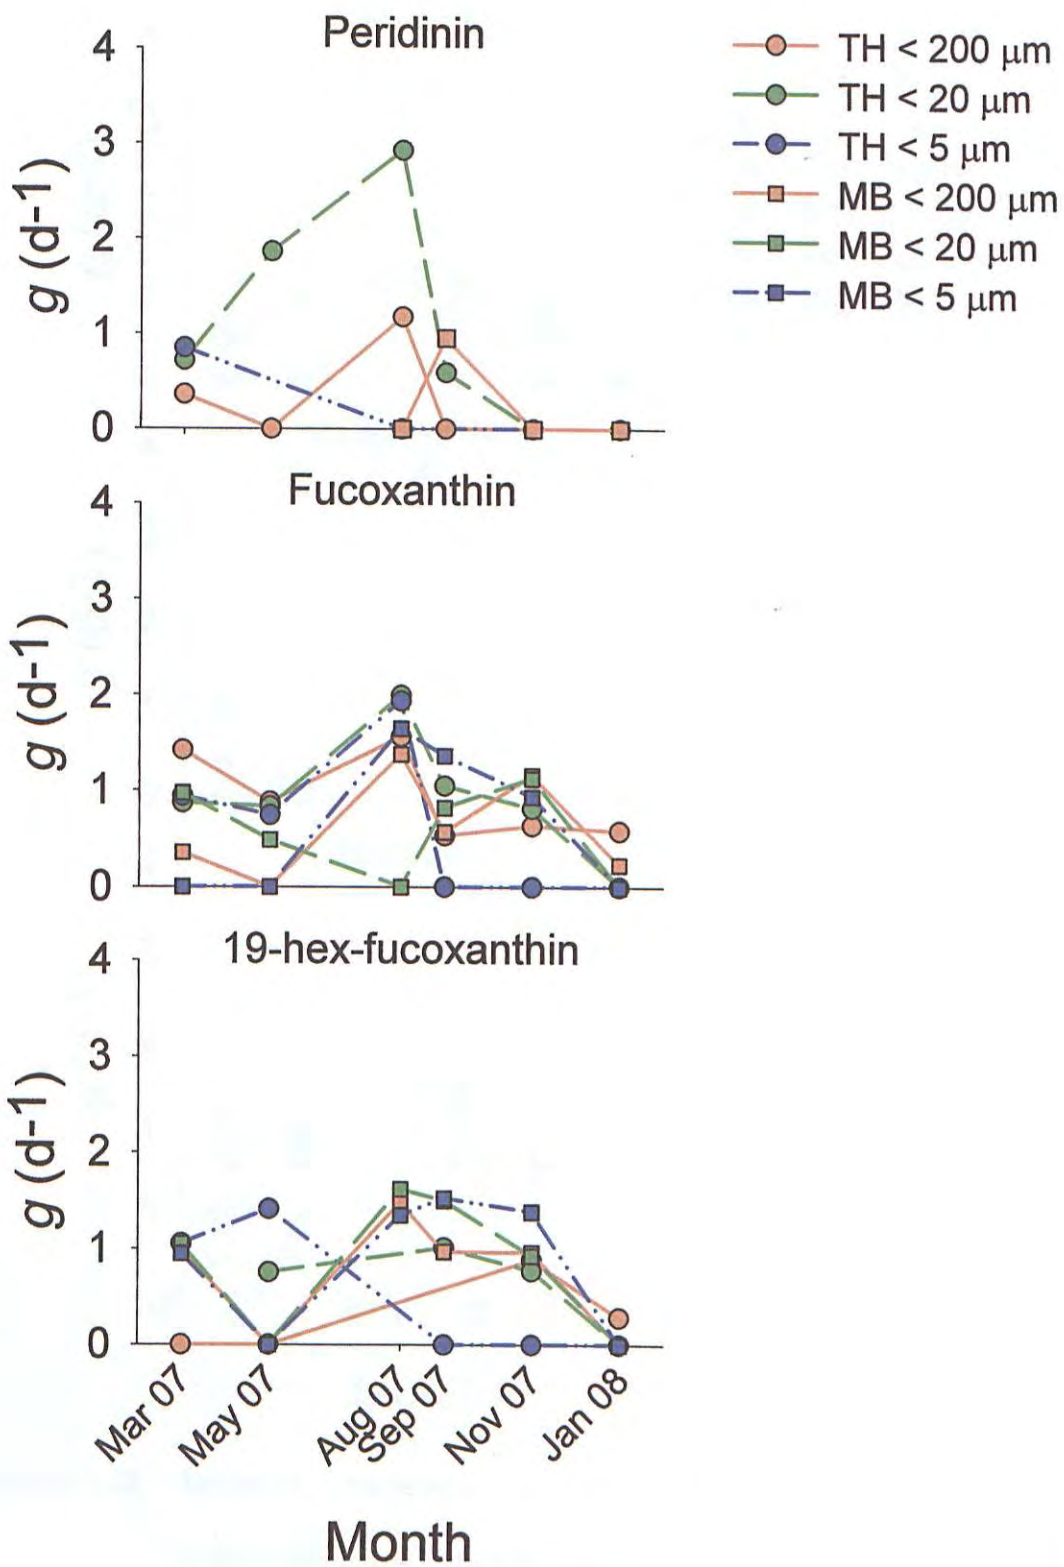 Peridinin
4
3
2
1
0
g (d-1)
TH < 200 μm
TH < 20 μm
TH < 5 μm
MB < 200 μm
MB < 20 μm
MB < 5 μm
Fucoxanthin
4
3
2
1
0
g (d-1)
19-hex-fucoxanthin
4
3
2
1
0
g (d-1)
Mar 07
May 07
Aug 07
Sep 07
Nov 07
Jan 08
Month